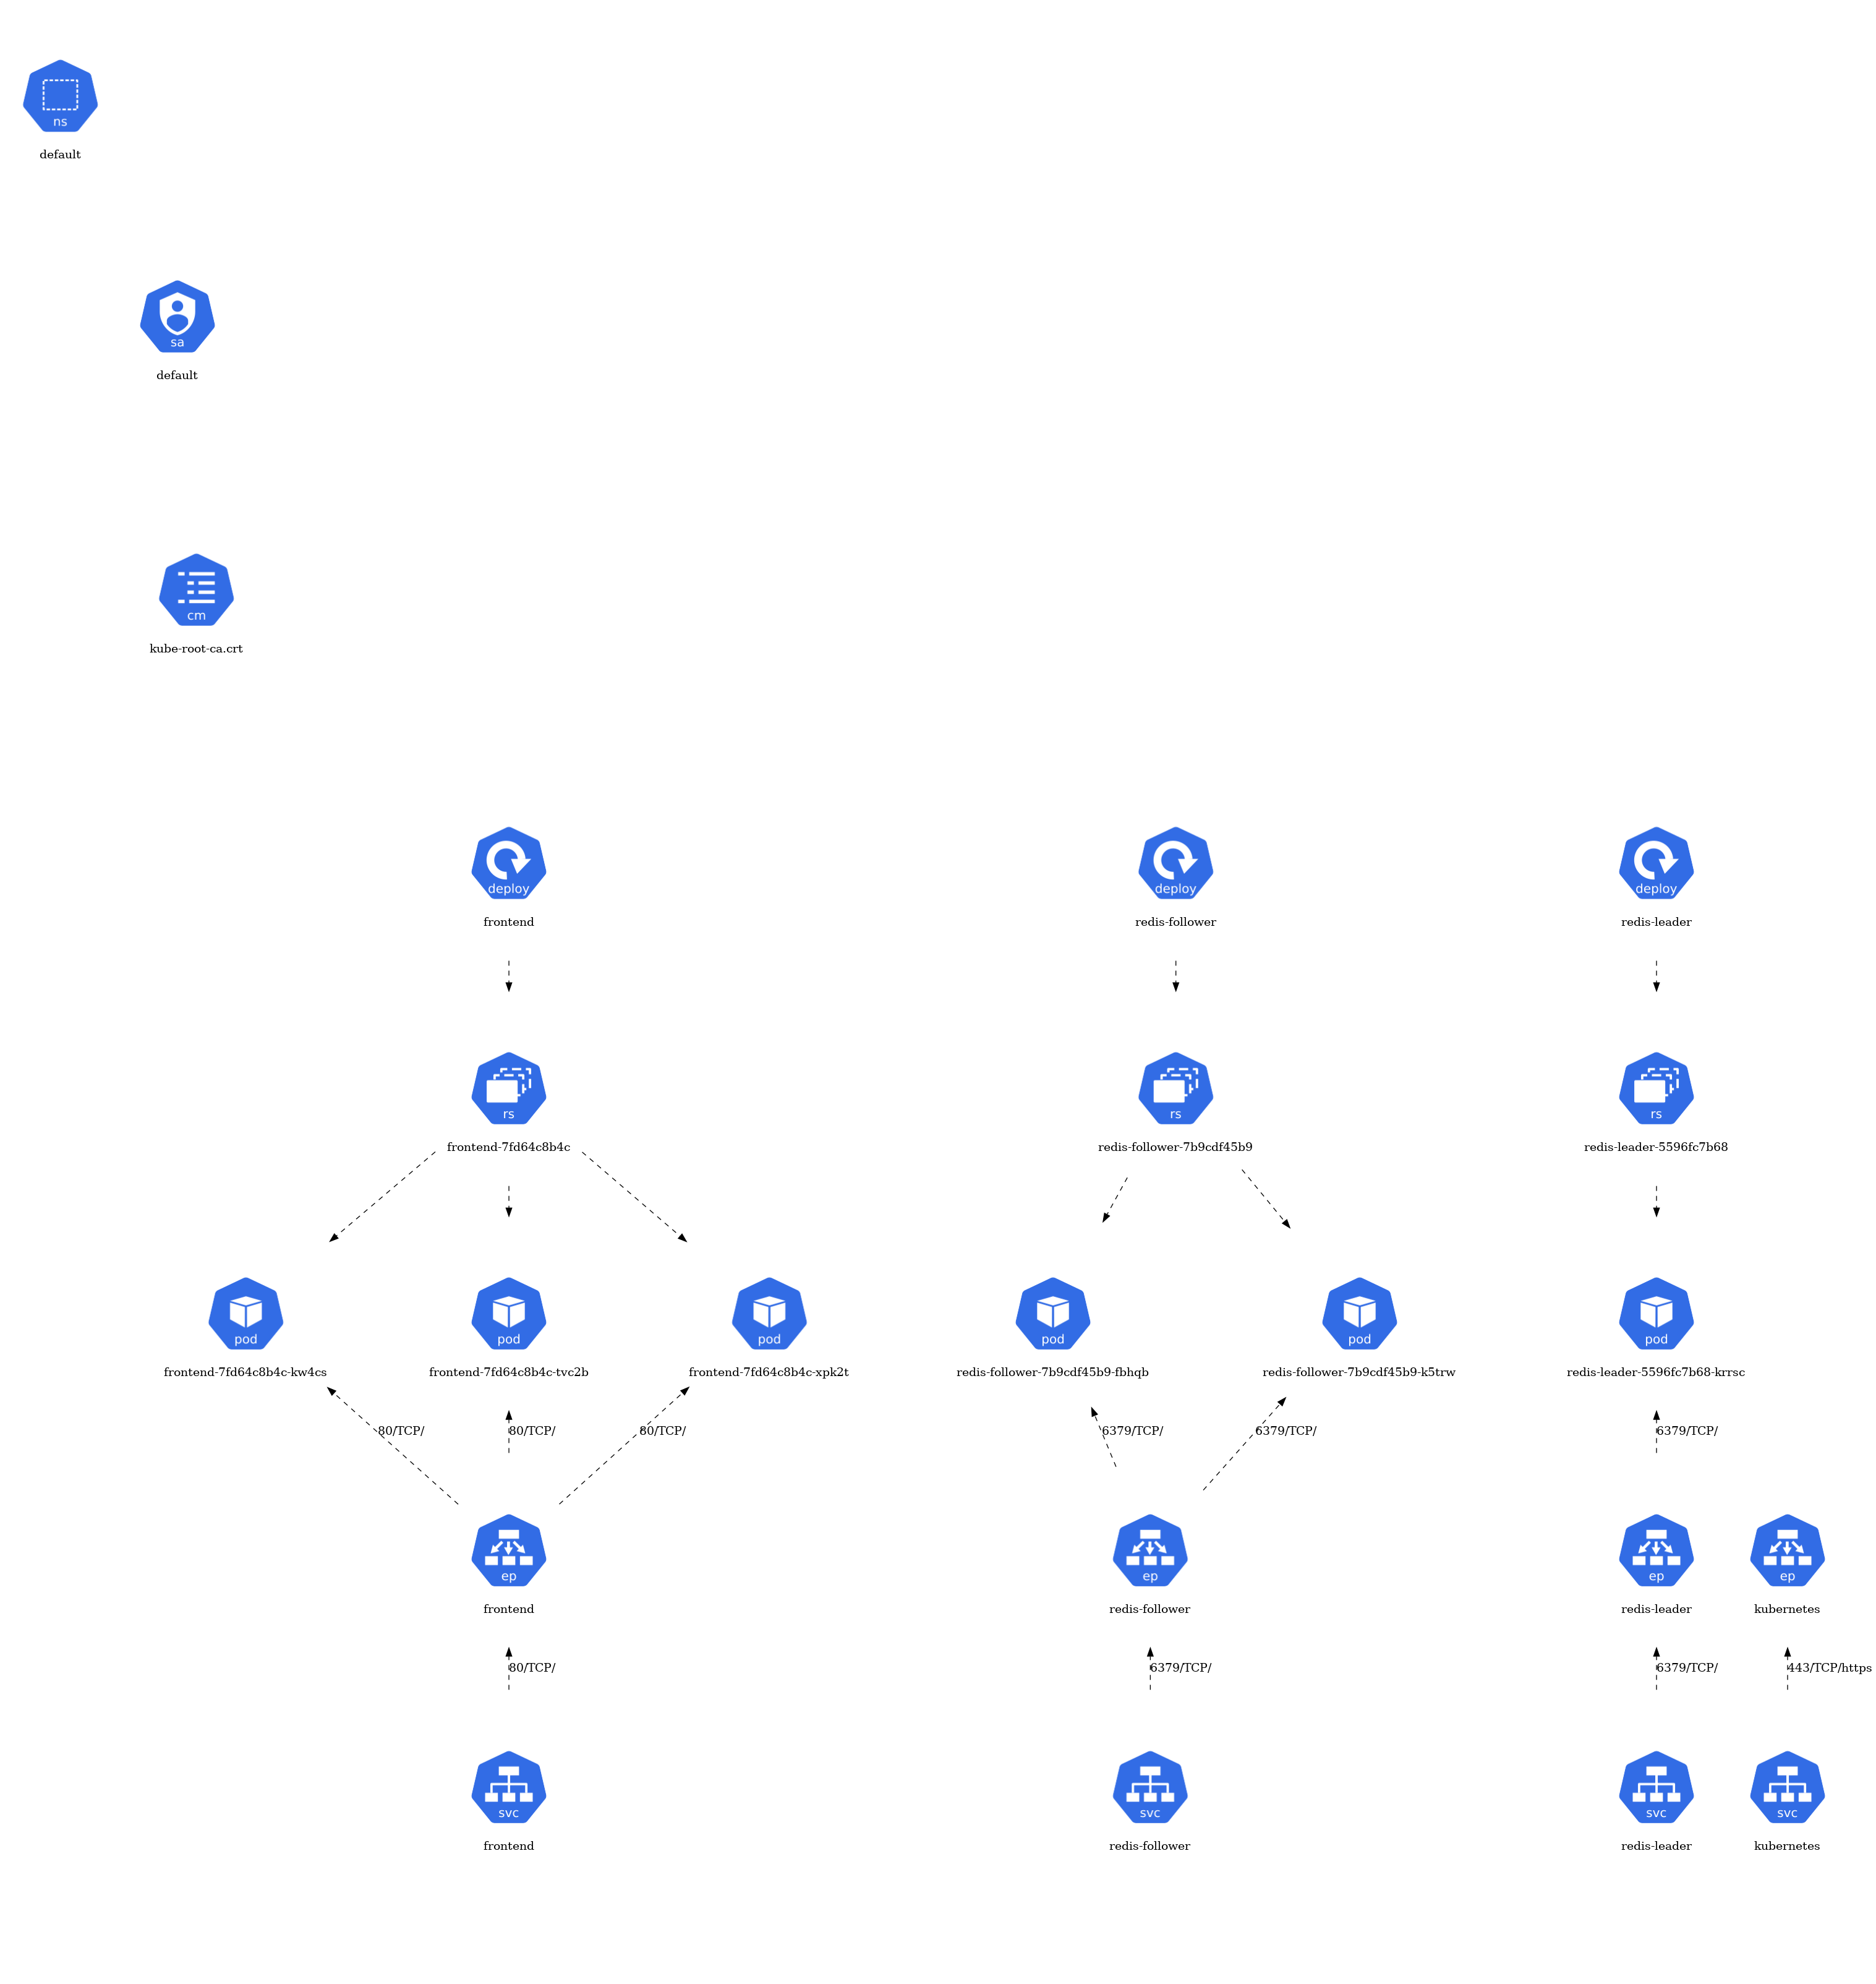 ns
default
sa
default
cm
kube-root-ca.crt
deploy
deploy
deploy
frontend
redis-follower
redis-leader
rs
rs
rs
frontend-7fd64c8b4c
redis-follower-7b9cdf45b9
redis-leader-5596fc7b68
pod
pod
pod
pod
pod
pod
frontend-7fd64c8b4c-kw4cs
frontend-7fd64c8b4c-tvc2b
frontend-7fd64c8b4c-xpk2t
redis-follower-7b9cdf45b9-fbhqb
redis-follower-7b9cdf45b9-k5trw
redis-leader-5596fc7b68-krrsc
80/TCP/
80/TCP/
80/TCP/
6379/TCP/
6379/TCP/
6379/TCP/
ep
ep
ep
ep
frontend
redis-follower
redis-leader
kubernetes
80/TCP/
6379/TCP/
6379/TCP/
443/TCP/https
svc
svc
svc
svc
frontend
redis-follower
redis-leader
kubernetes